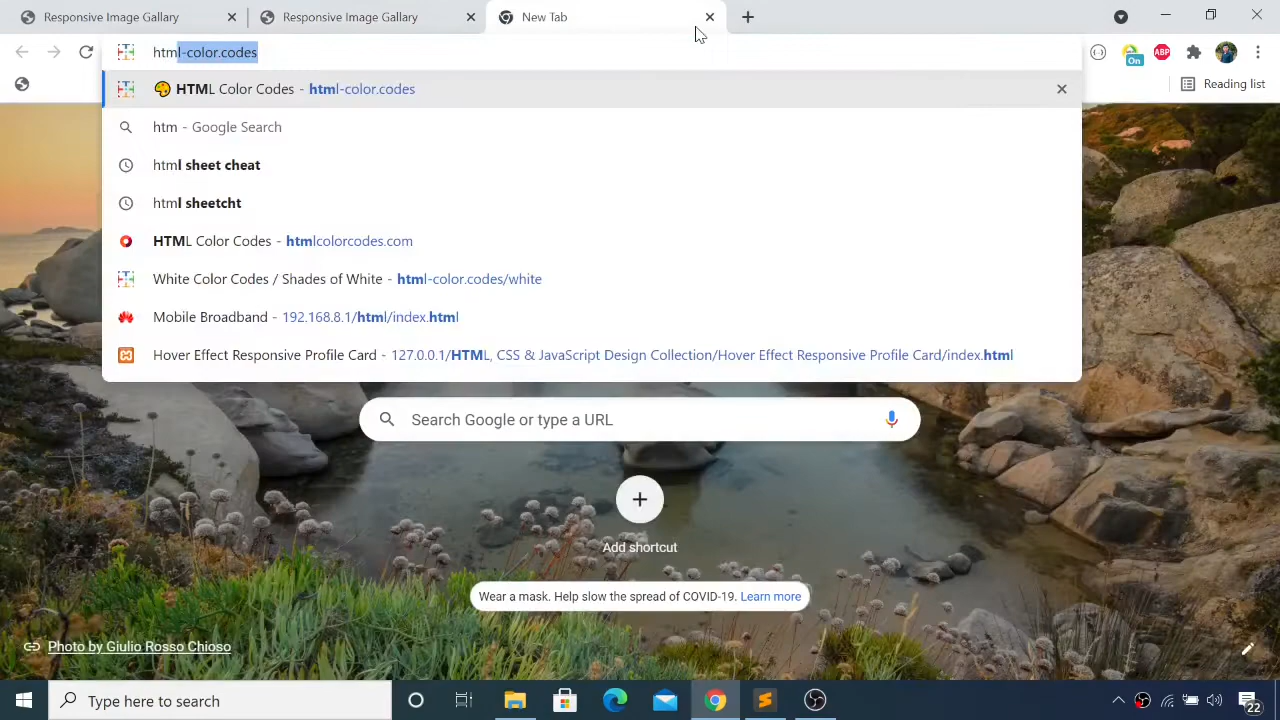 Responsive Image Gallary
Responsive Image Gallary
New Tab
html-color.codes
On
ABP
Reading list
HTML Color Codes - html-color.codes
htm - Google Search
html sheet cheat
html sheetcht
HTML Color Codes - htmlcolorcodes.com
White Color Codes / Shades of White - html-color.codes/white
Mobile Broadband - 192.168.8.1/html/index.html
Hover Effect Responsive Profile Card - 127.0.0.1/HTML, CSS & JavaScript Design Collection/Hover Effect Responsive Profile Card/index.html
Search Google or type a URL
Add shortcut
Wear a mask. Help slow the spread of COVID-19. Learn more
Photo by Giulio Rosso Chioso
Type here to search
22